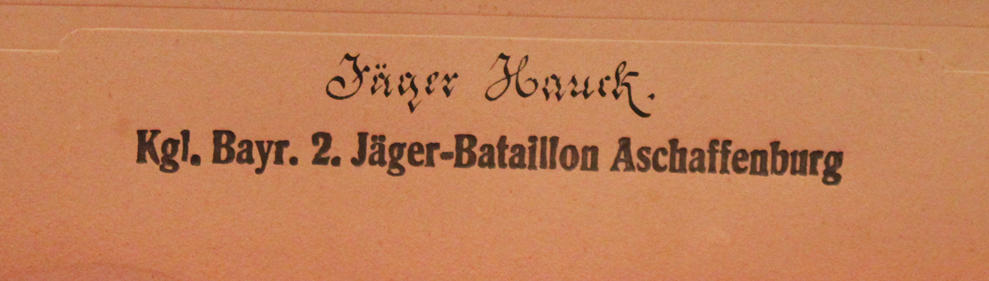 Jäger Hauck.
Kgl. Bayr. 2. Jäger-Bataillon Aschaffenburg